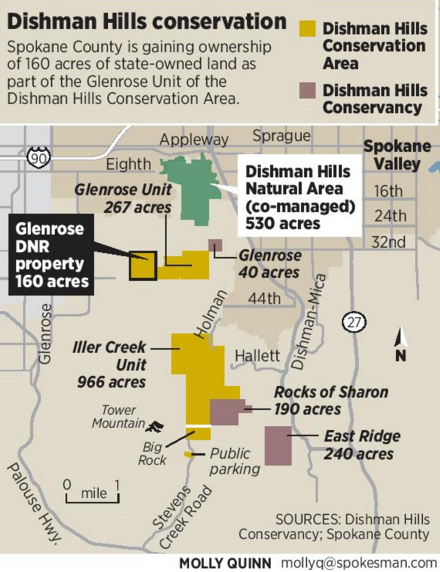 Dishman Hills conservation
Spokane County is gaining ownership
of 160 acres of state-owned land as
part of the Glenrose Unit of the
Dishman Hills Conservation Area.
Dishman Hills
Conservation
Area
Dishman Hills
Conservancy
90
Appleway
Sprague
Spokane
Valley
Eighth
Glenrose Unit
267 acres
Dishman Hills
Natural Area
(co-managed)
530 acres
16th
24th
32nd
Glenrose
DNR
property
160 acres
Glenrose
40 acres
44th
Holman
Dishman-Mica
27
Glenrose
N
Iller Creek
Unit
966 acres
Hallett
Rocks of Sharon
190 acres
Tower
Mountain
Big
Rock
East Ridge
240 acres
Public
parking
Palouse Hwy.
0 1
mile
Stevens
Creek Road
SOURCES: Dishman Hills
Conservancy; Spokane County
MOLLY QUINN mollyq@spokesman.com